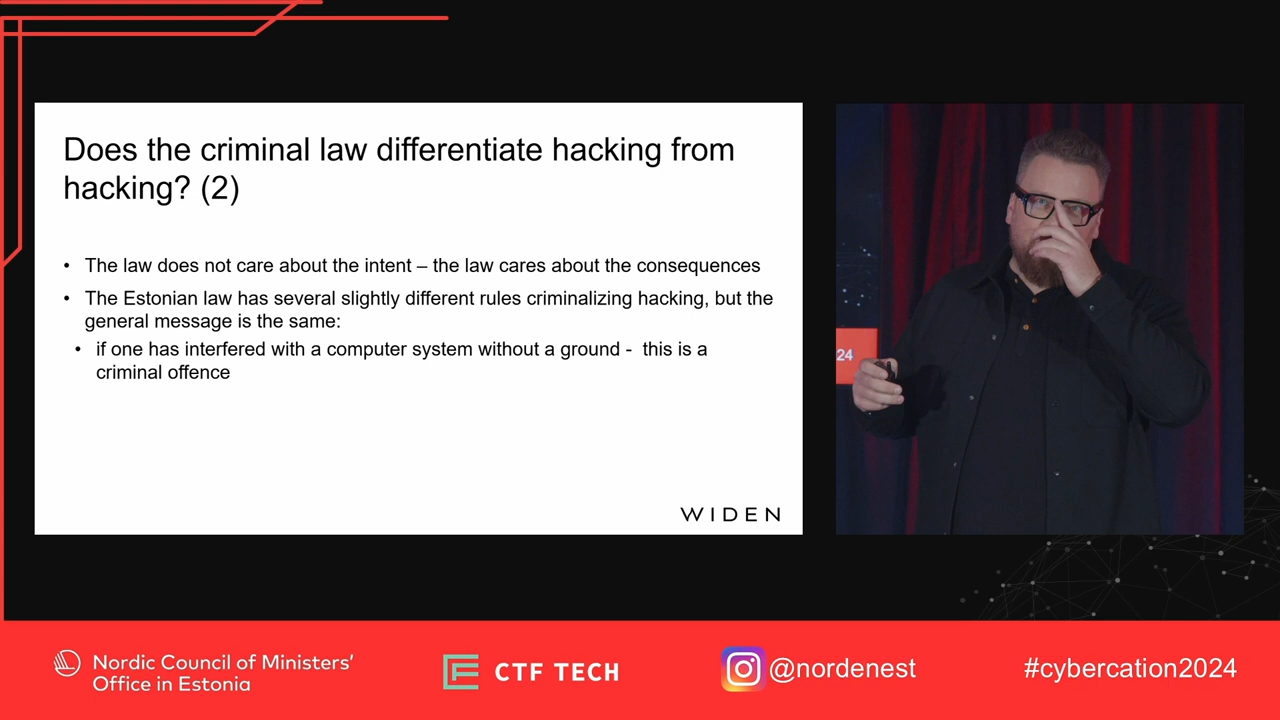 Does the criminal law differentiate hacking from
hacking? (2)
• The law does not care about the intent – the law cares about the consequences
• The Estonian law has several slightly different rules criminalizing hacking, but the
general message is the same:
• if one has interfered with a computer system without a ground - this is a
criminal offence
WIDEN
24
Nordic Council of Ministers'
Office in Estonia
CTF TECH
@nordenest
#cybercation2024